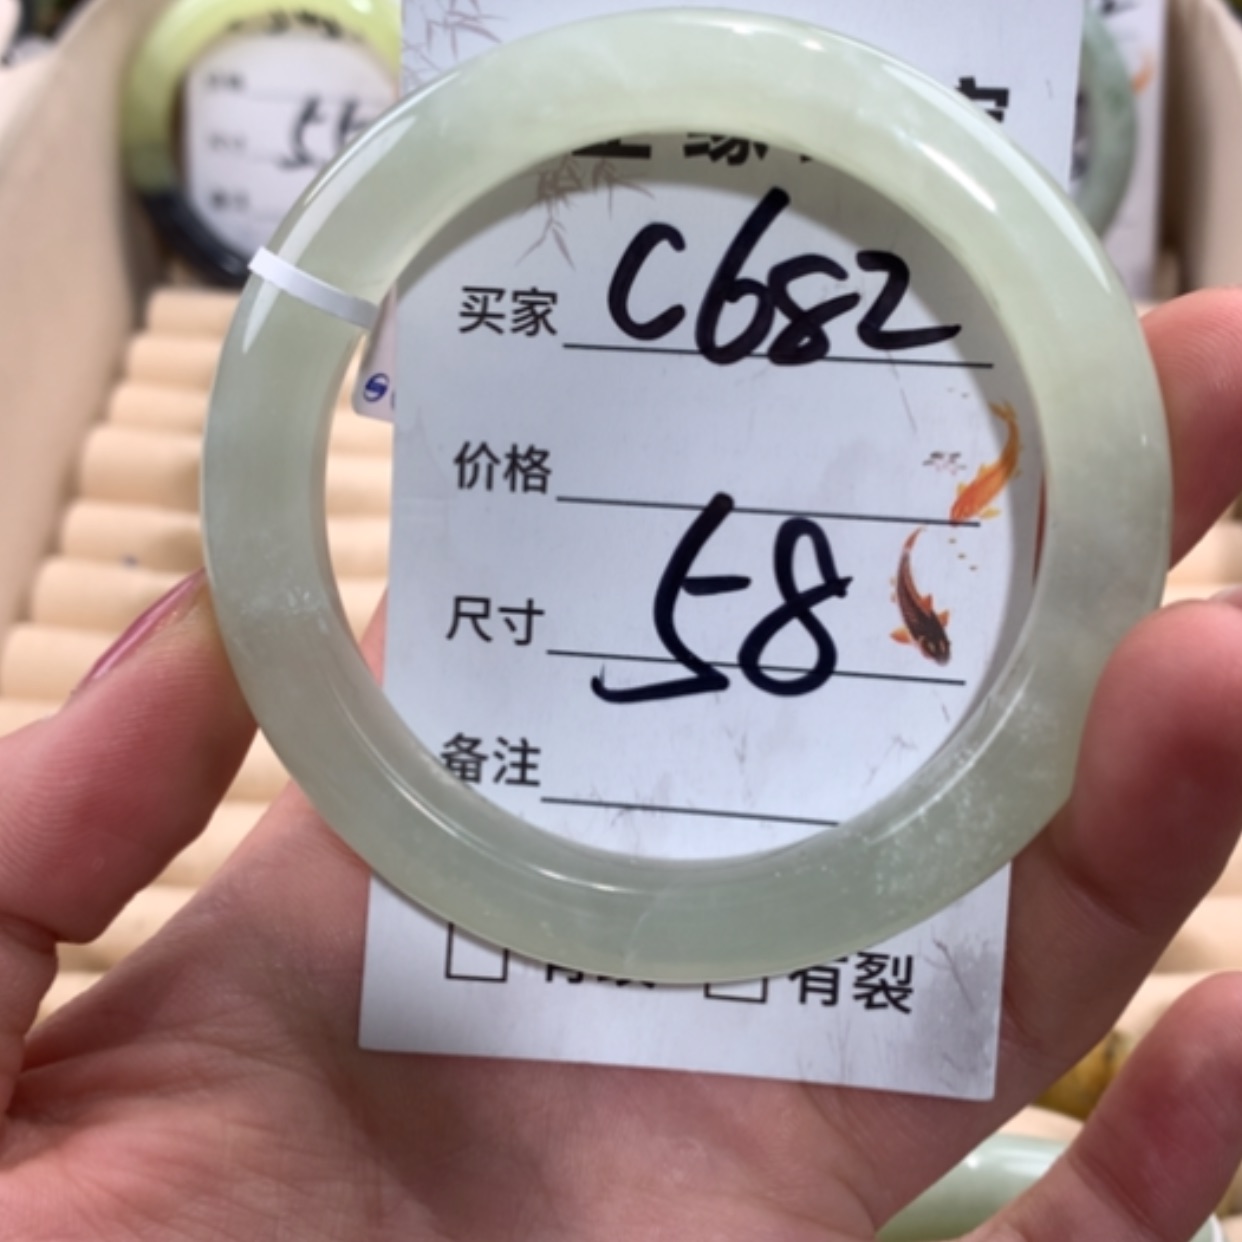 买家 C682
价格
尺寸 58
备注
有裂